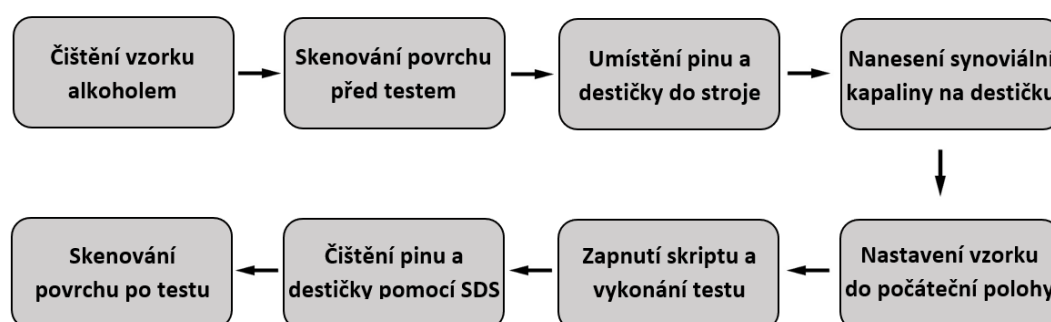 Čištění vzorku
alkoholem
Skenování povrchu
před testem
Umístění pinu a
destičky do stroje
Nanesení synoviální
kapaliny na destičku
Nastavení vzorku
do počáteční polohy
Zapnutí skriptu a
vykonání testu
Čištění pinu a
destičky pomocí SDS
Skenování
povrchu po testu